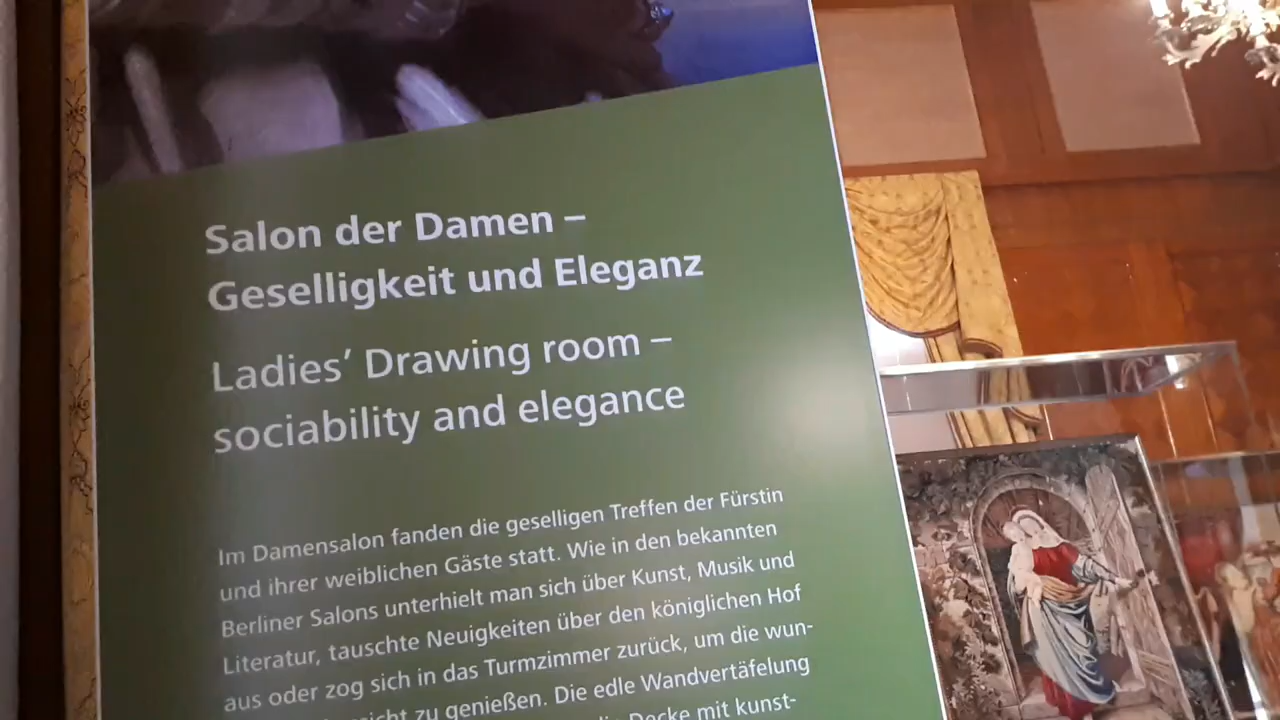 Salon der Damen –
Geselligkeit und Eleganz
Ladies’ Drawing room –
sociability and elegance
Im Damensalon fanden die geselligen Treffen der Fürstin
und ihrer weiblichen Gäste statt. Wie in den bekannten
Berliner Salons unterhielt man sich über Kunst, Musik und
Literatur, tauschte Neuigkeiten über den königlichen Hof
aus oder zog sich in das Turmzimmer zurück, um die wun-
zu genießen. Die edle Wandvertäfelung
Decke mit kunst-